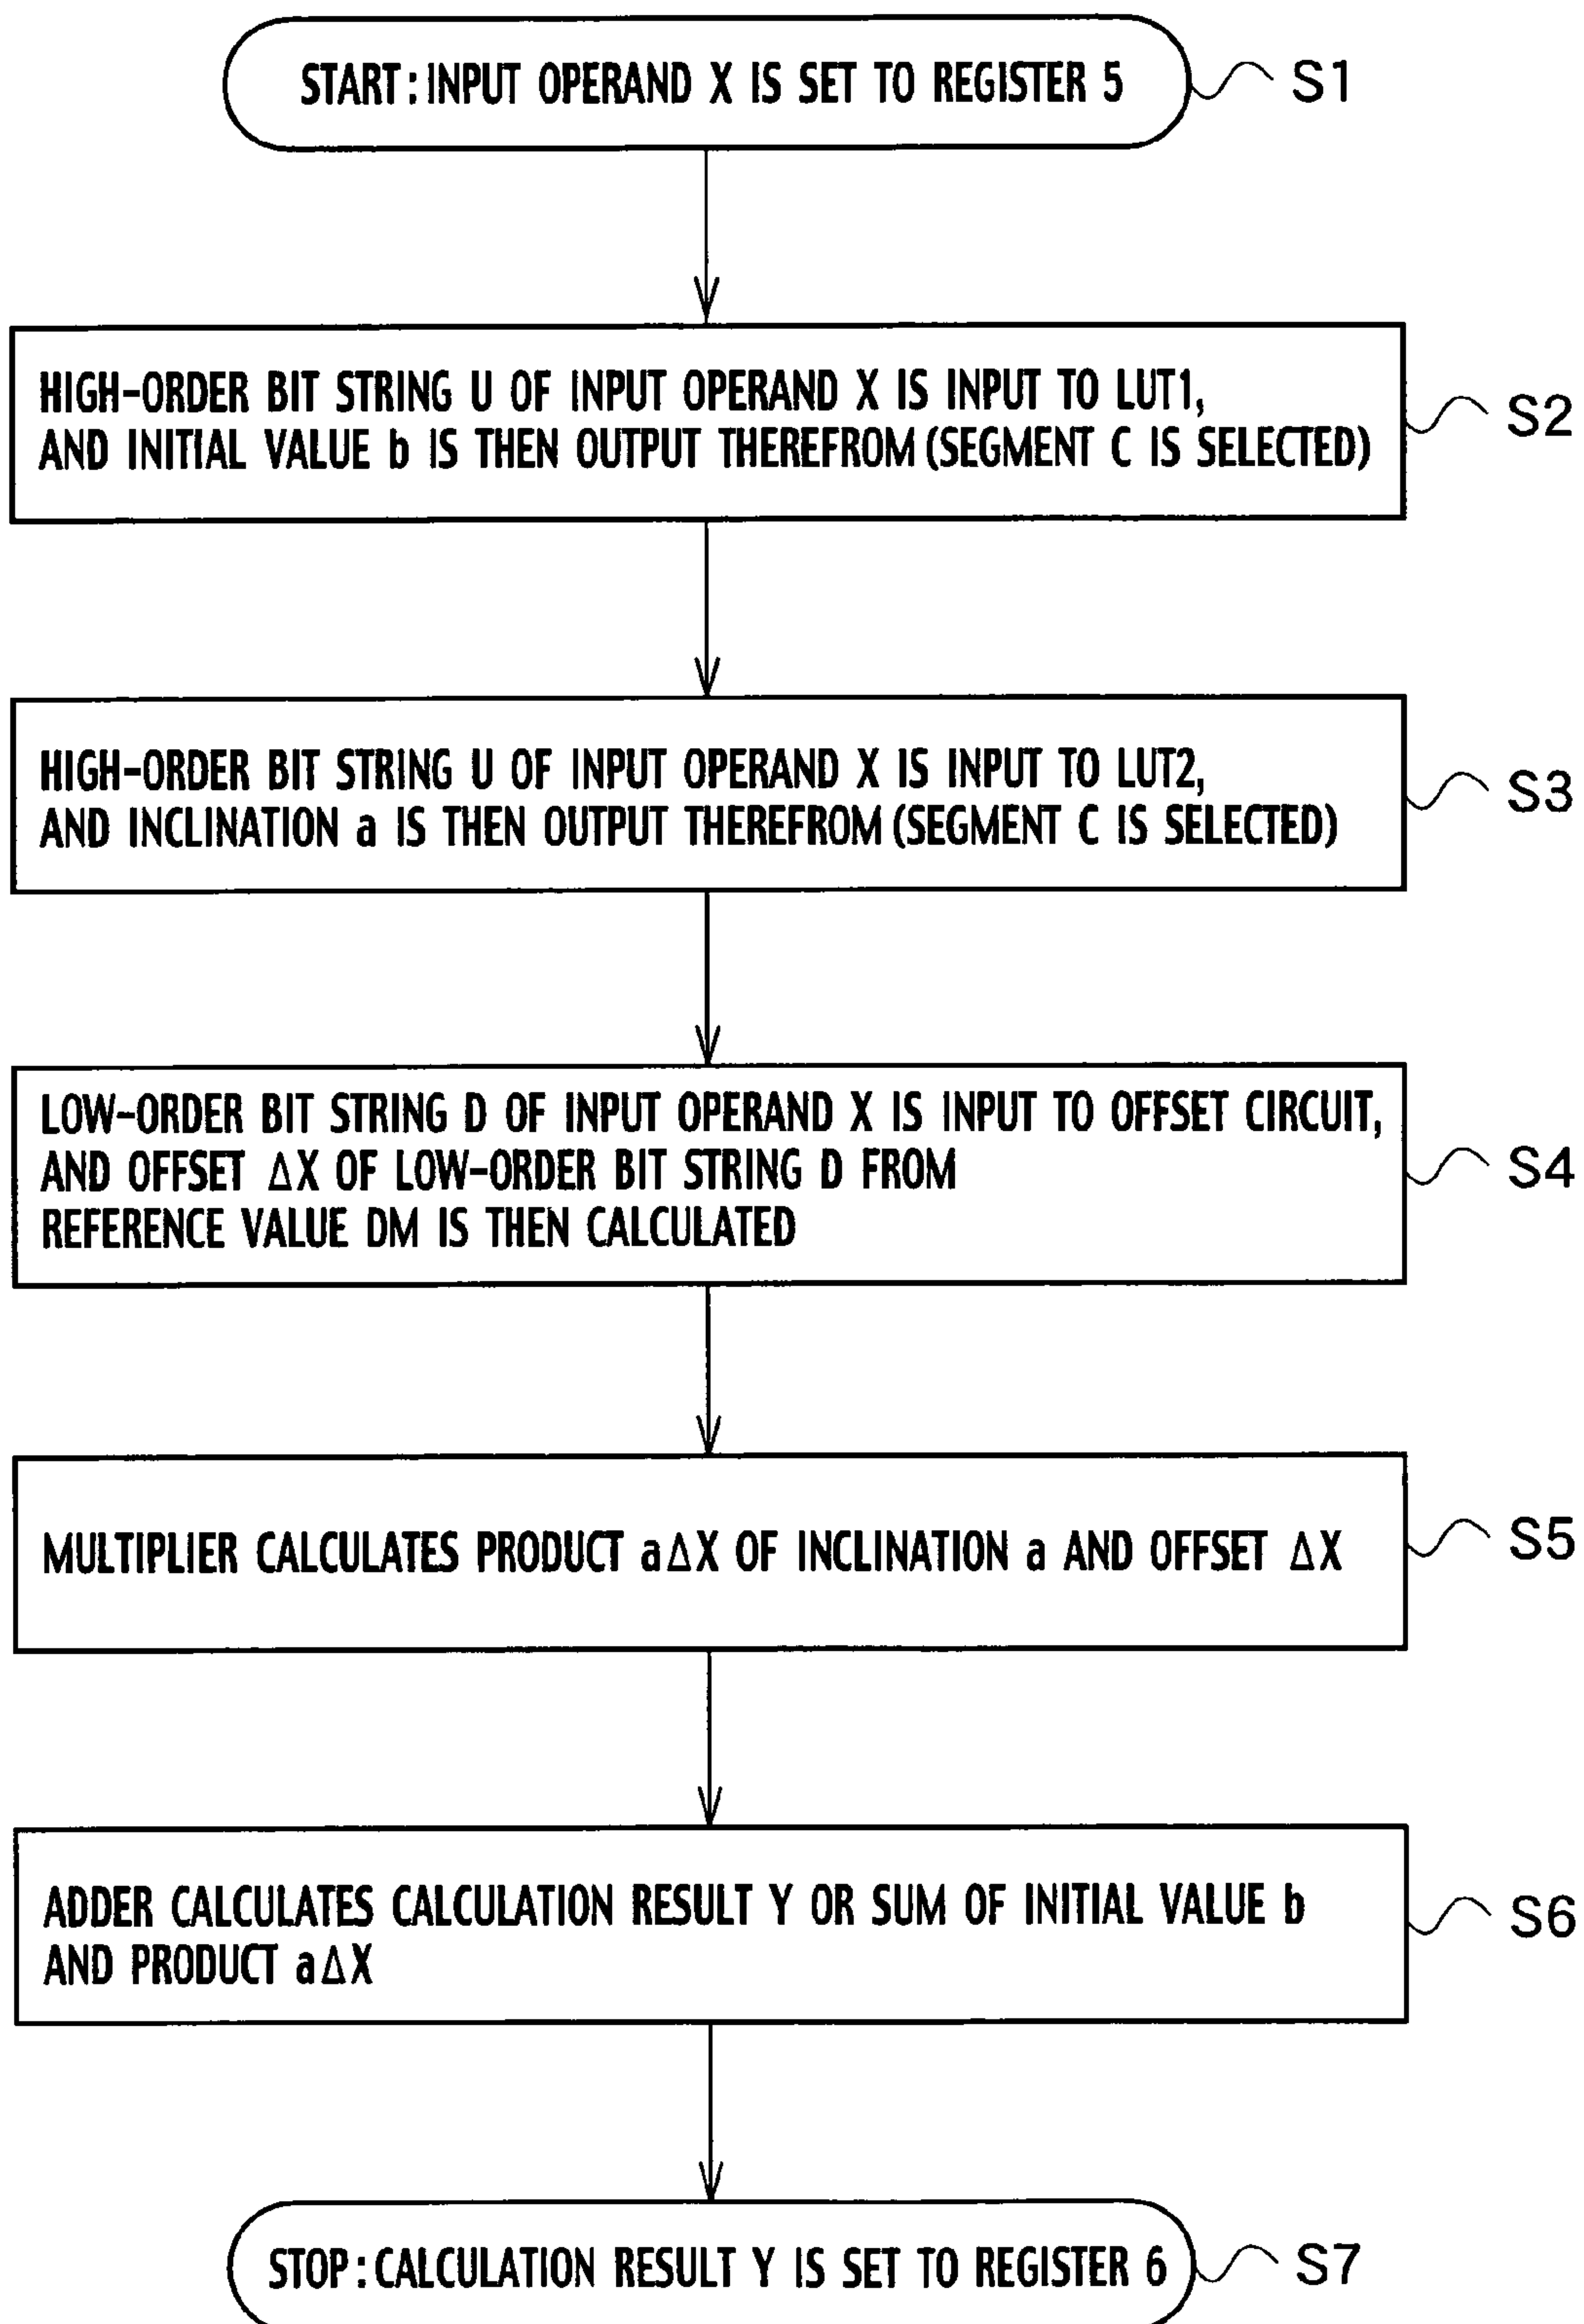 START: INPUT OPERAND X IS SET TO REGISTER 5
S1
HIGH-ORDER BIT STRING U OF INPUT OPERAND X IS INPUT TO LUT1,
AND INITIAL VALUE b IS THEN OUTPUT THEREFROM (SEGMENT C IS SELECTED)
S2
HIGH-ORDER BIT STRING U OF INPUT OPERAND X IS INPUT TO LUT2,
AND INCLINATION a IS THEN OUTPUT THEREFROM (SEGMENT C IS SELECTED)
S3
LOW-ORDER BIT STRING D OF INPUT OPERAND X IS INPUT TO OFFSET CIRCUIT,
AND OFFSET ΔX OF LOW-ORDER BIT STRING D FROM
REFERENCE VALUE DM IS THEN CALCULATED
S4
MULTIPLIER CALCULATES PRODUCT aΔX OF INCLINATION a AND OFFSET ΔX
S5
ADDER CALCULATES CALCULATION RESULT Y OR SUM OF INITIAL VALUE b
AND PRODUCT aΔX
S6
STOP: CALCULATION RESULT Y IS SET TO REGISTER 6
S7